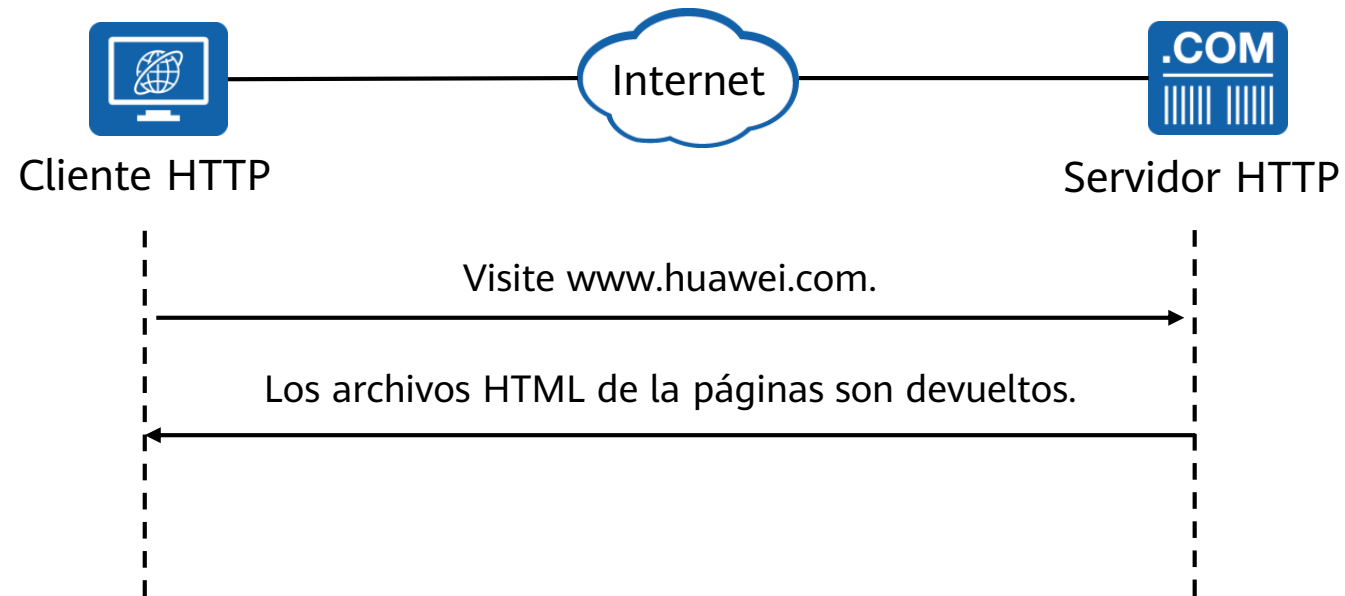 Internet
.COM
Cliente HTTP
Servidor HTTP
Visite www.huawei.com.
Los archivos HTML de la páginas son devueltos.